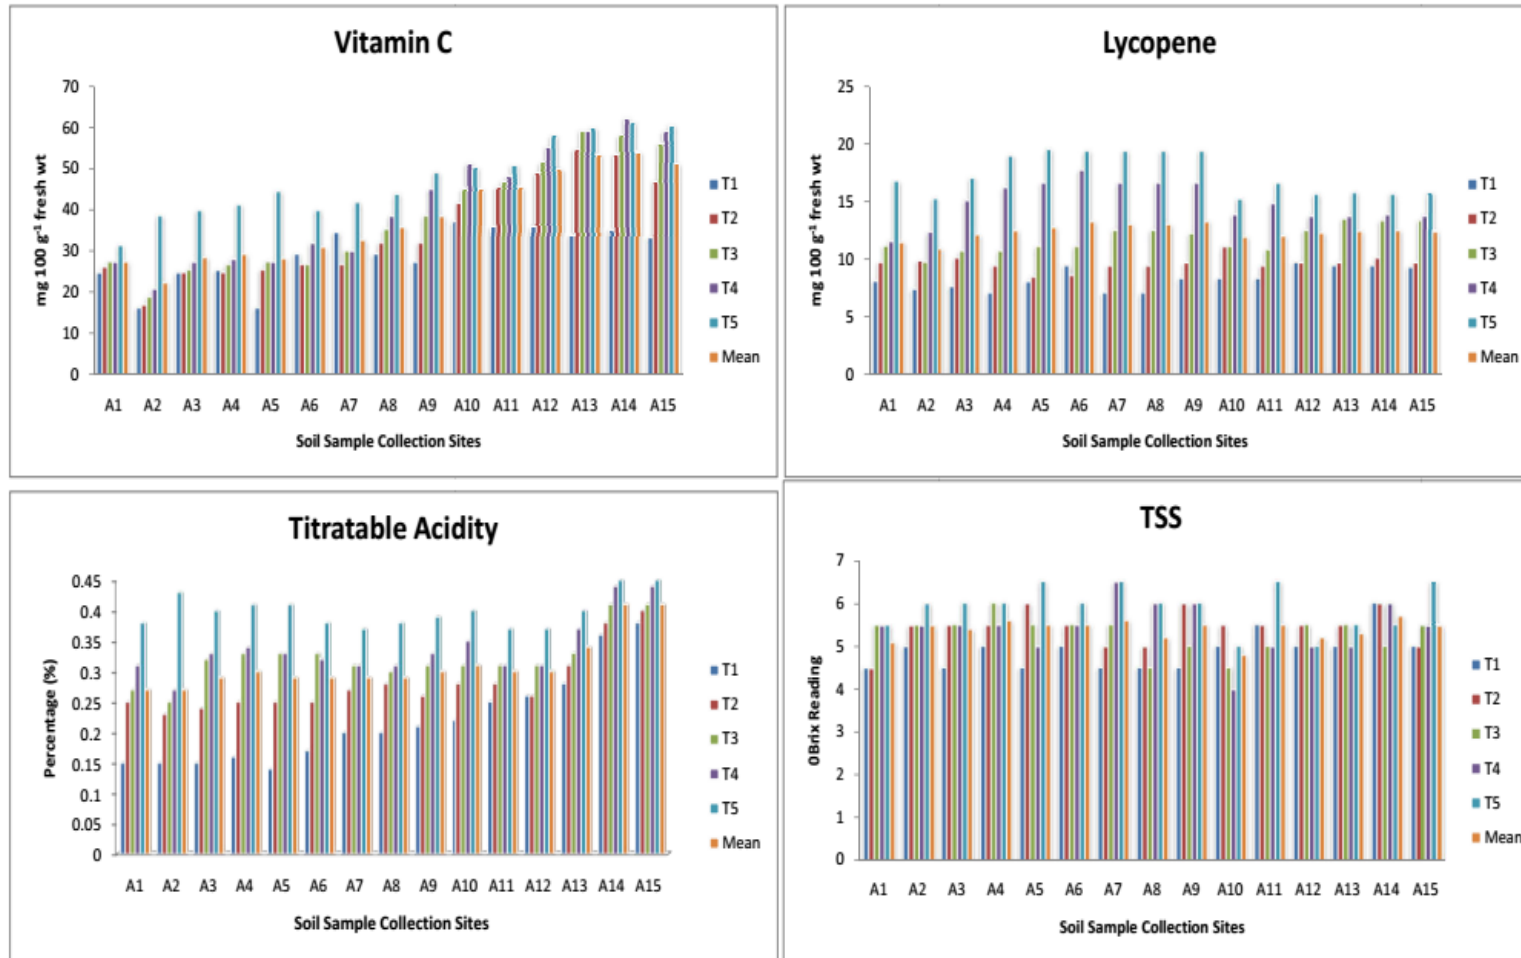 Vitamin C
70
60
50
40
30
20
10
0
mg 100 g⁻¹ fresh wt
A1 A2 A3 A4 A5 A6 A7 A8 A9 A10 A11 A12 A13 A14 A15
Soil Sample Collection Sites
T1
T2
T3
T4
T5
Mean
Lycopene
25
20
15
10
5
0
mg 100 g⁻¹ fresh wt
A1 A2 A3 A4 A5 A6 A7 A8 A9 A10 A11 A12 A13 A14 A15
Soil Sample Collection Sites
T1
T2
T3
T4
T5
Mean
Titratable Acidity
0.45
0.4
0.35
0.3
0.25
0.2
0.15
0.1
0.05
0
Percentage (%)
A1 A2 A3 A4 A5 A6 A7 A8 A9 A10 A11 A12 A13 A14 A15
Soil Sample Collection Sites
T1
T2
T3
T4
T5
Mean
TSS
7
6
5
4
3
2
1
0
0Brix Reading
A1 A2 A3 A4 A5 A6 A7 A8 A9 A10 A11 A12 A13 A14 A15
Soil Sample Collection Sites
T1
T2
T3
T4
T5
Mean